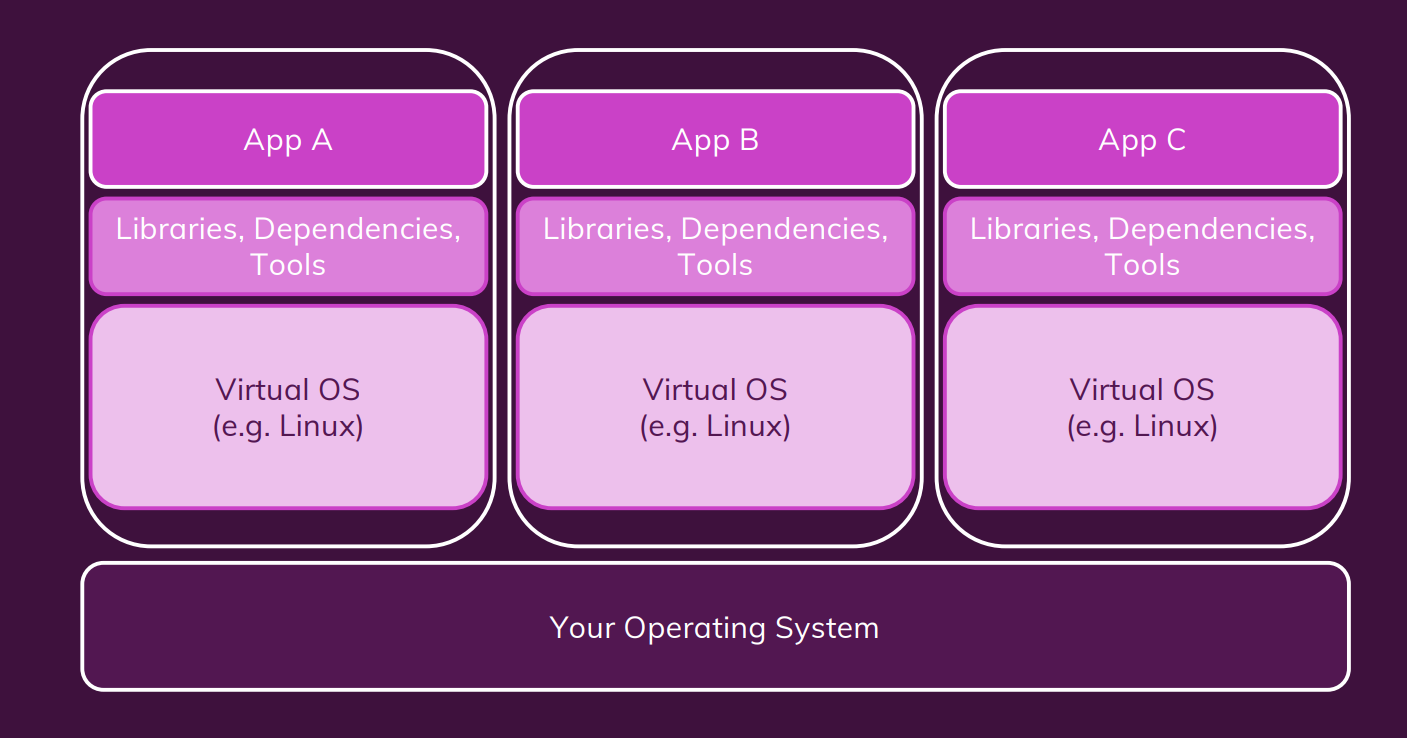 App A
App B
App C
Libraries, Dependencies,
Tools
Libraries, Dependencies,
Tools
Libraries, Dependencies,
Tools
Virtual OS
(e.g. Linux)
Virtual OS
(e.g. Linux)
Virtual OS
(e.g. Linux)
Your Operating System